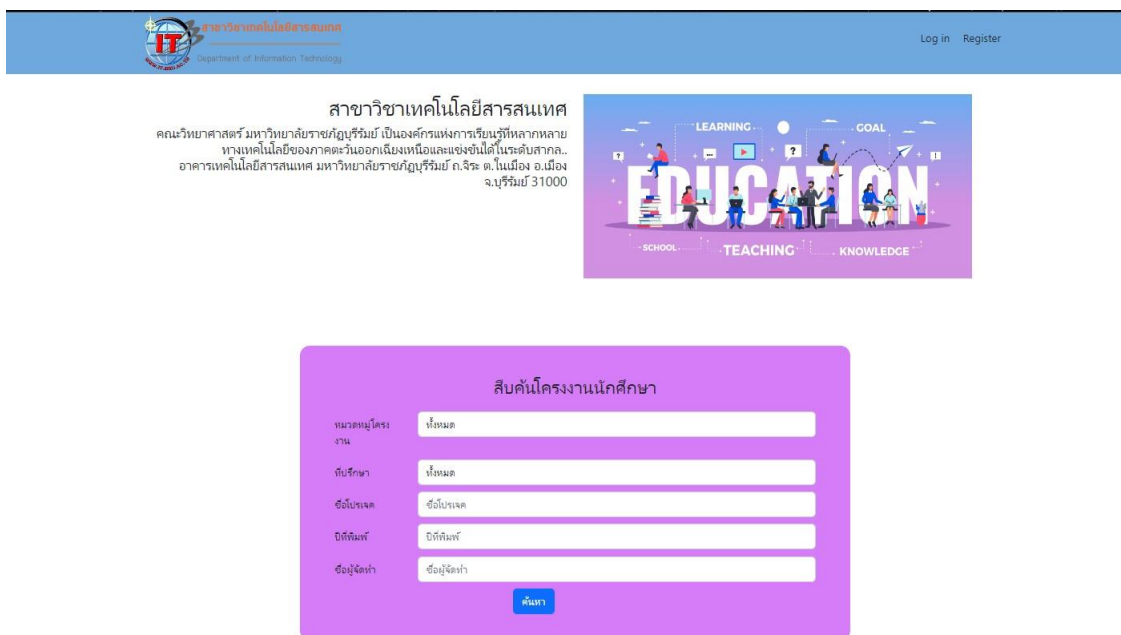 สาขาวิชาเทคโนโลยีสารสนเทศ
Department of Information Technology
IT
Log in Register
สาขาวิชาเทคโนโลยีสารสนเทศ
คณะวิทยาศาสตร์ มหาวิทยาลัยราชภัฏบุรีรัมย์ เป็นองค์กรแห่งการเรียนรู้ที่หลากหลาย
ทางเทคโนโลยีของภาคตะวันออกเฉียงเหนือและแข่งขันได้ในระดับสากล..
อาคารเทคโนโลยีสารสนเทศ มหาวิทยาลัยราชภัฏบุรีรัมย์ ถ.จิระ ต.ในเมือง อ.เมือง
จ.บุรีรัมย์ 31000
LEARNING
GOAL
EDUCATION
SCHOOL
TEACHING
KNOWLEDGE
สืบค้นโครงงานนักศึกษา
หมวดหมู่โครง
งาน
ทั้งหมด
ที่ปรึกษา
ทั้งหมด
ชื่อโปรเจค
ชื่อโปรเจค
ปีที่พิมพ์
ปีที่พิมพ์
ชื่อผู้จัดทำ
ชื่อผู้จัดทำ
ค้นหา